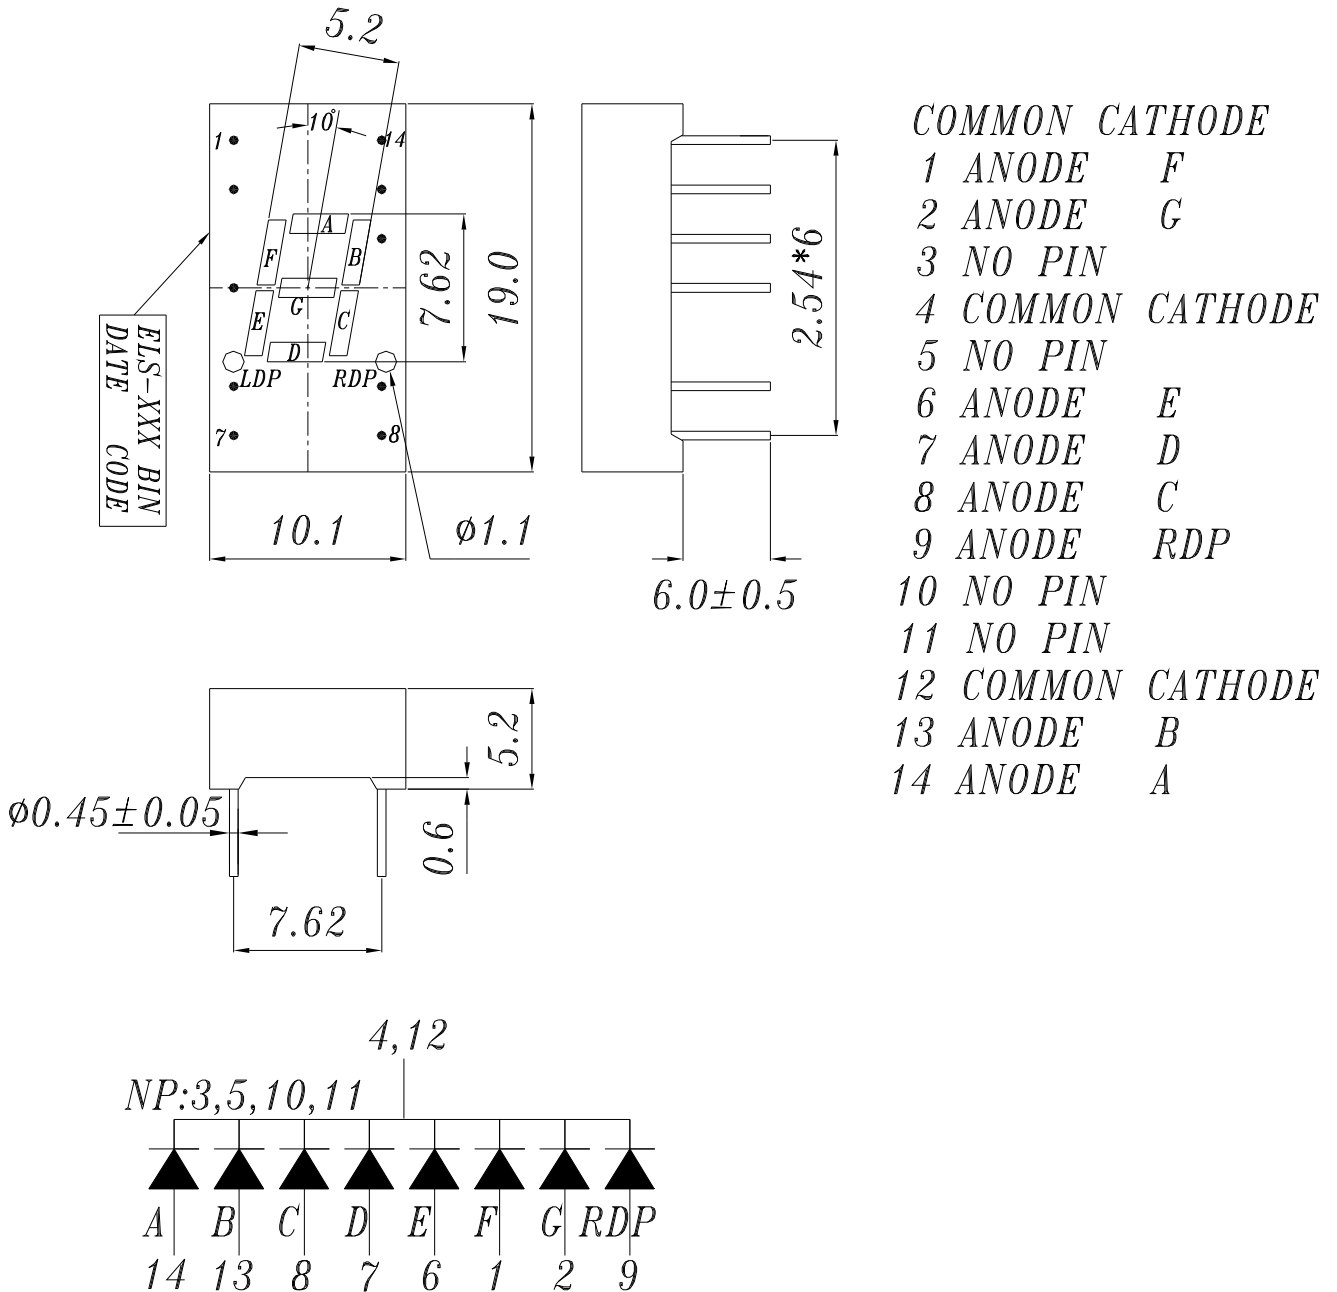 5.2
10°
1
14
A
F
B
G
E
C
D
LDP
RDP
7
8
7.62
19.0
ELS-XXX BIN
DATE CODE
10.1
ø1.1
2.54*6
6.0±0.5
COMMON CATHODE
1 ANODE F
2 ANODE G
3 NO PIN
4 COMMON CATHODE
5 NO PIN
6 ANODE E
7 ANODE D
8 ANODE C
9 ANODE RDP
10 NO PIN
11 NO PIN
12 COMMON CATHODE
13 ANODE B
14 ANODE A
5.2
ø0.45±0.05
0.6
7.62
4,12
NP:3,5,10,11
A B C D E F G RDP
14 13 8 7 6 1 2 9